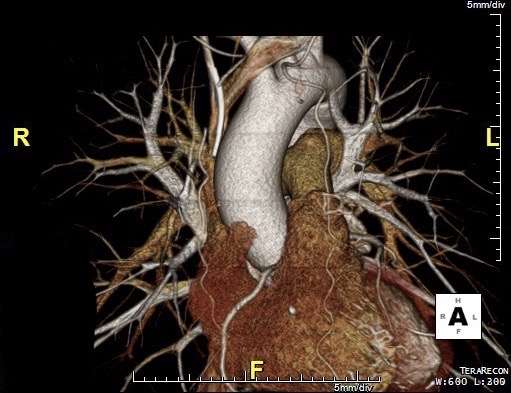 5mm/div
R
L
H
R A L
F
F
5mm/div
TERARECON
W:600 L:300